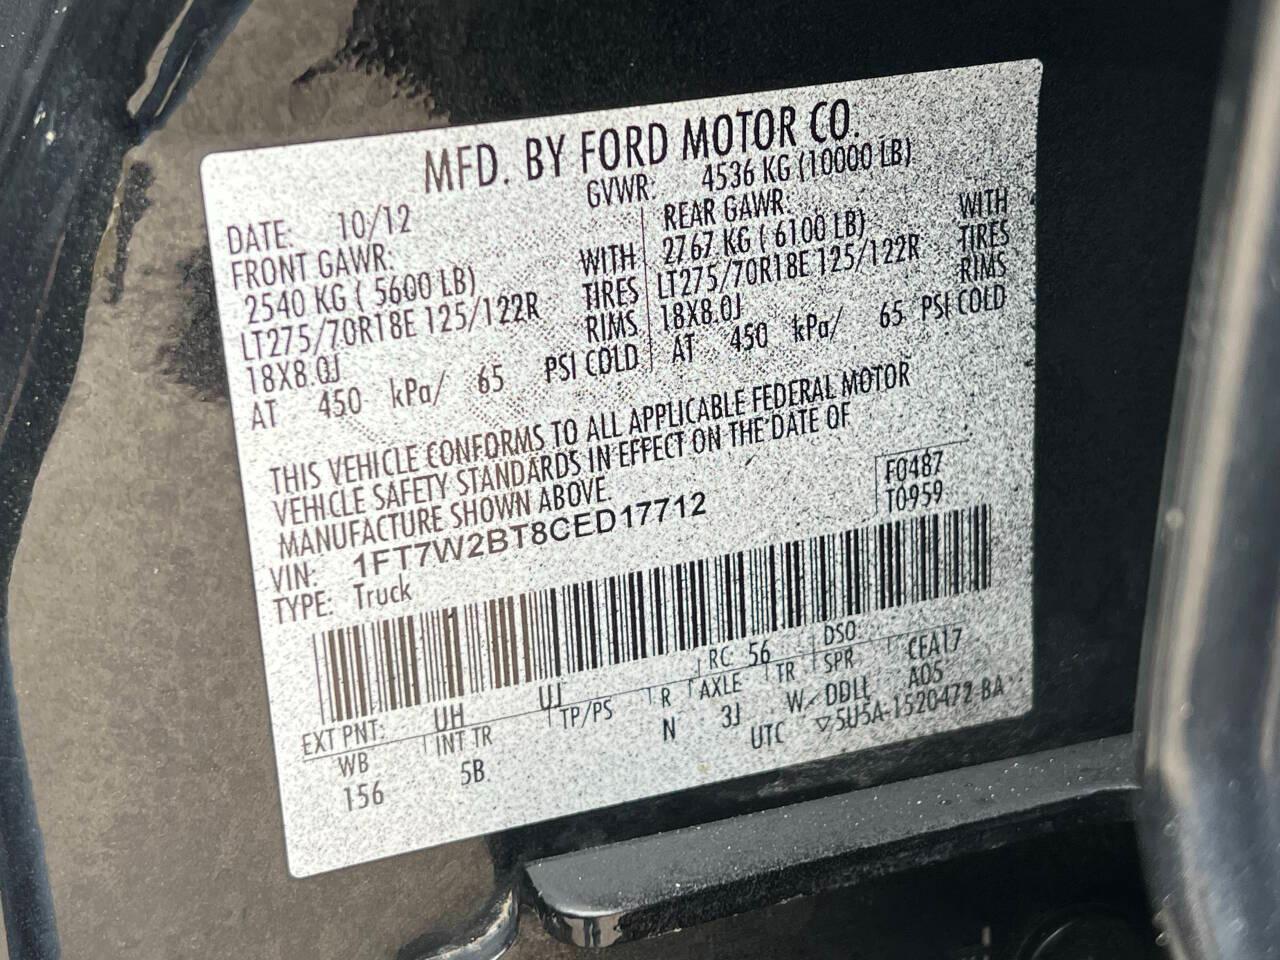 MFD. BY FORD MOTOR CO.
DATE: 10/12 GVWR: 4536 KG (10000 LB)
FRONT GAWR: REAR GAWR:
2540 KG ( 5600 LB) WITH 2767 KG ( 6100 LB) WITH
LT275/70R18E 125/122R TIRES LT275/70R18E 125/122R TIRES
18X8.0J RIMS 18X8.0J RIMS
AT 450 kPa/ 65 PSI COLD AT 450 kPa/ 65 PSI COLD
THIS VEHICLE CONFORMS TO ALL APPLICABLE FEDERAL MOTOR
VEHICLE SAFETY STANDARDS IN EFFECT ON THE DATE OF
MANUFACTURE SHOWN ABOVE.
VIN: 1FT7W2BT8CED17712
F0487
TYPE: Truck
T0959
EXT PNT: UH UJ RC 56 DSO:
WB INT TR TP/PS R AXLE TR SPR CFA17
156 5B N 3J W DDLL A05
UTC ▽5U5A-1520472-BA